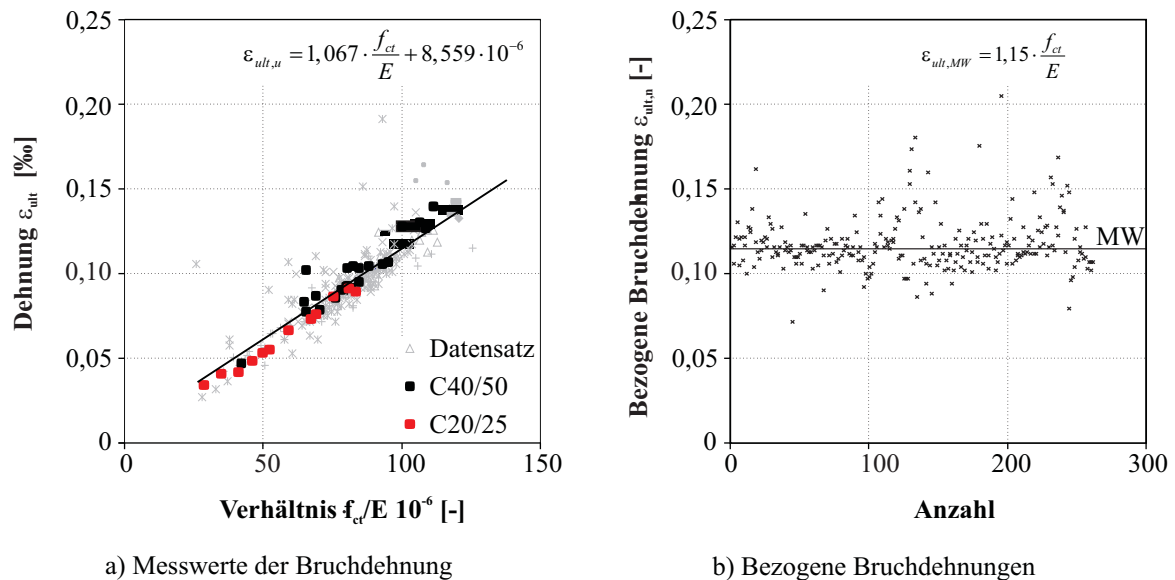 0,25
0,20
0,15
0,10
0,05
0
Dehnung ε_ult [‰]
ε_ult,u = 1,067 · f_ct/E + 8,559·10⁻⁶
Datensatz
C40/50
C20/25
0 50 100 150
Verhältnis f_ct/E 10⁻⁶ [-]
a) Messwerte der Bruchdehnung
0,25
0,20
0,15
0,10
0,05
0
Bezogene Bruchdehnung ε_ult,n [-]
ε_ult,MW = 1,15 · f_ct/E
MW
0 100 200 300
Anzahl
b) Bezogene Bruchdehnungen